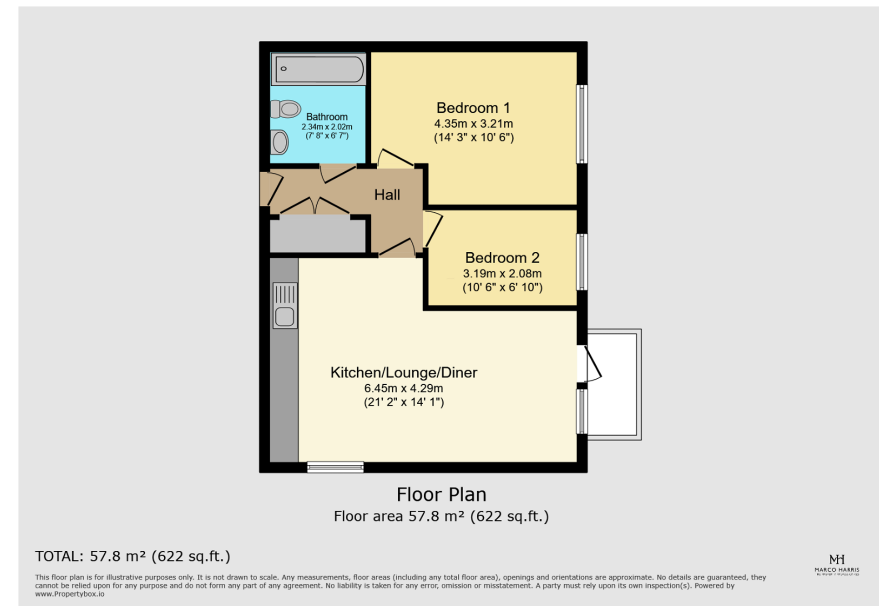 Bathroom
2.34m x 2.02m
(7' 8" x 6' 7")
Bedroom 1
4.35m x 3.21m
(14' 3" x 10' 6")
Hall
Bedroom 2
3.19m x 2.08m
(10' 6" x 6' 10")
Kitchen/Lounge/Diner
6.45m x 4.29m
(21' 2" x 14' 1")
Floor Plan
Floor area 57.8 m² (622 sq.ft.)
TOTAL: 57.8 m² (622 sq.ft.)
This floor plan is for illustrative purposes only. It is not drawn to scale. Any measurements, floor areas (including any total floor area), openings and orientations are approximate. No details are guaranteed, they
cannot be relied upon for any purpose and do not form any part of any agreement. No liability is taken for any error, omission or misstatement. A party must rely upon its own inspection(s). Powered by
www.Propertybox.io
MH
MARCO HARRIS